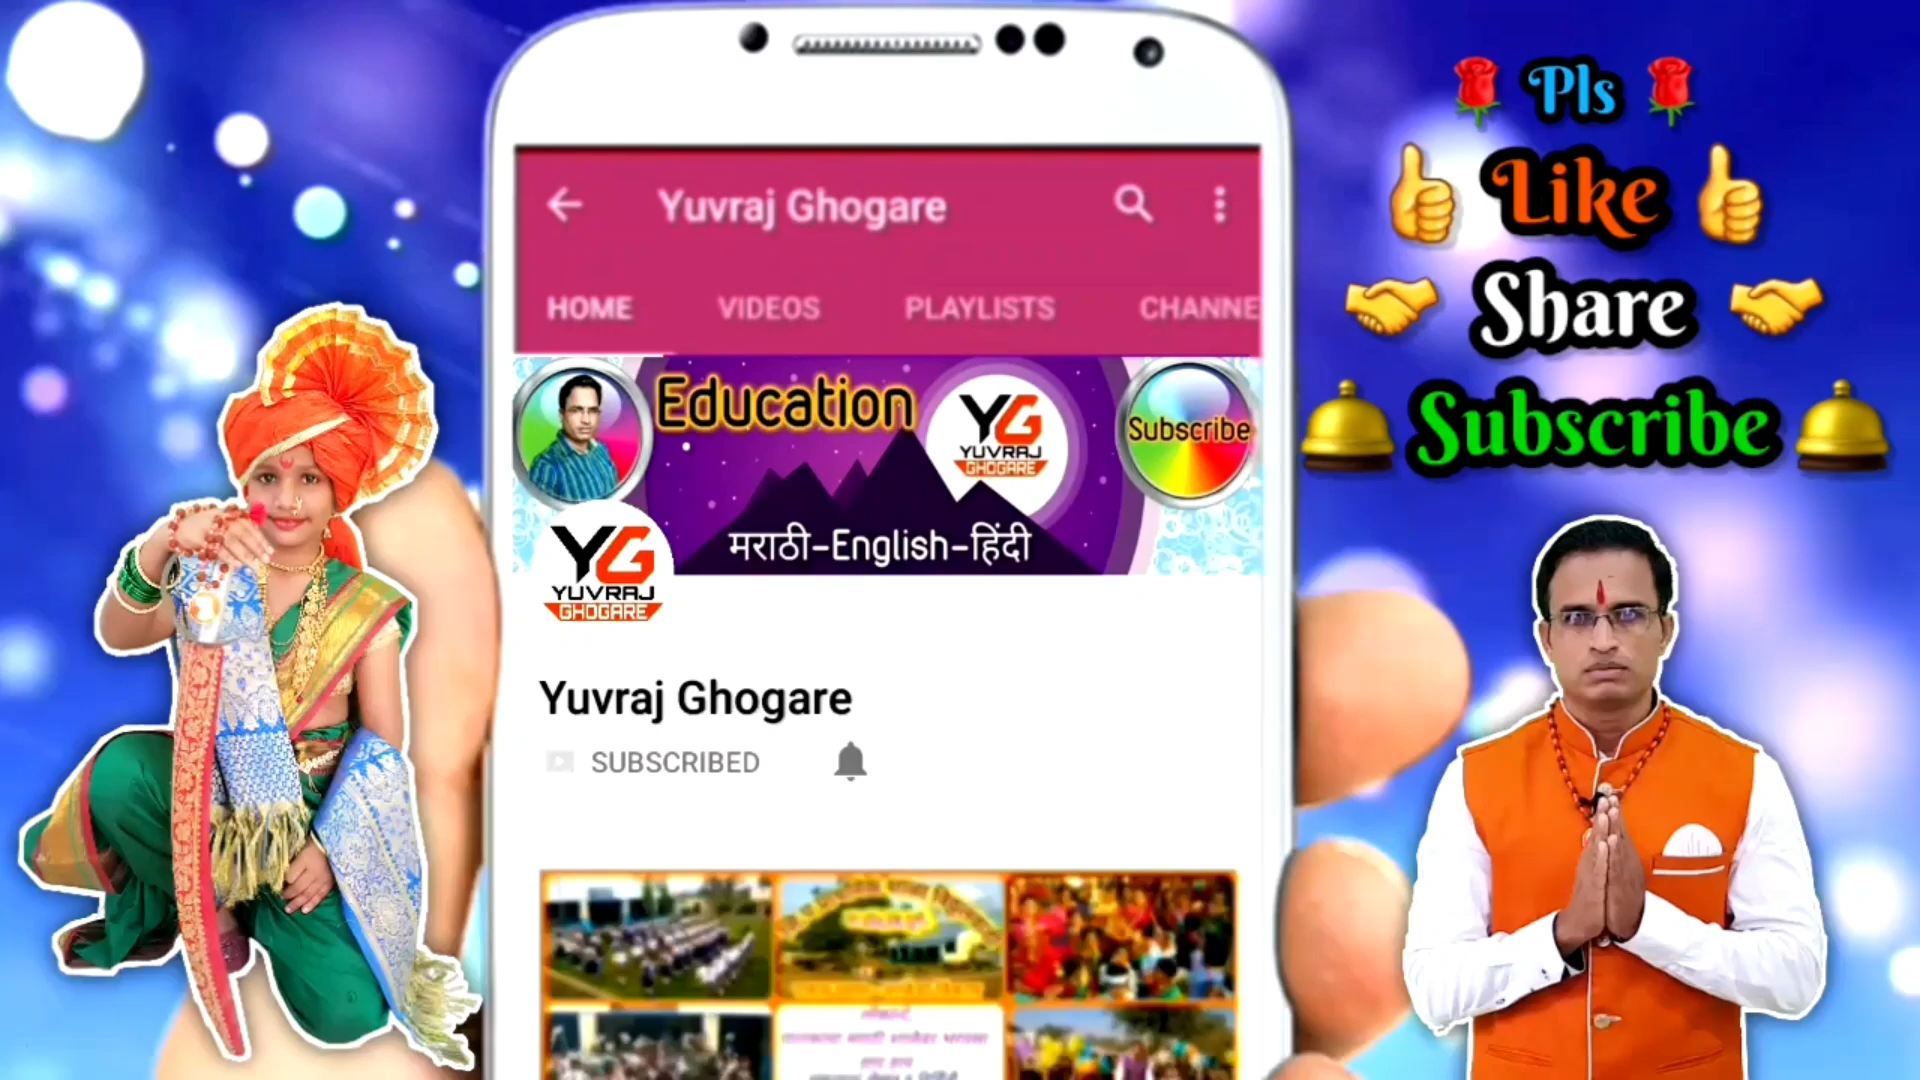 Pls
Like
Share
Subscribe
Yuvraj Ghogare
HOME VIDEOS PLAYLISTS CHANNE
Education
YG
YUVRAJ
GHOGARE
Subscribe
मराठी-English-हिंदी
YG
YUVRAJ
GHOGARE
Yuvraj Ghogare
SUBSCRIBED